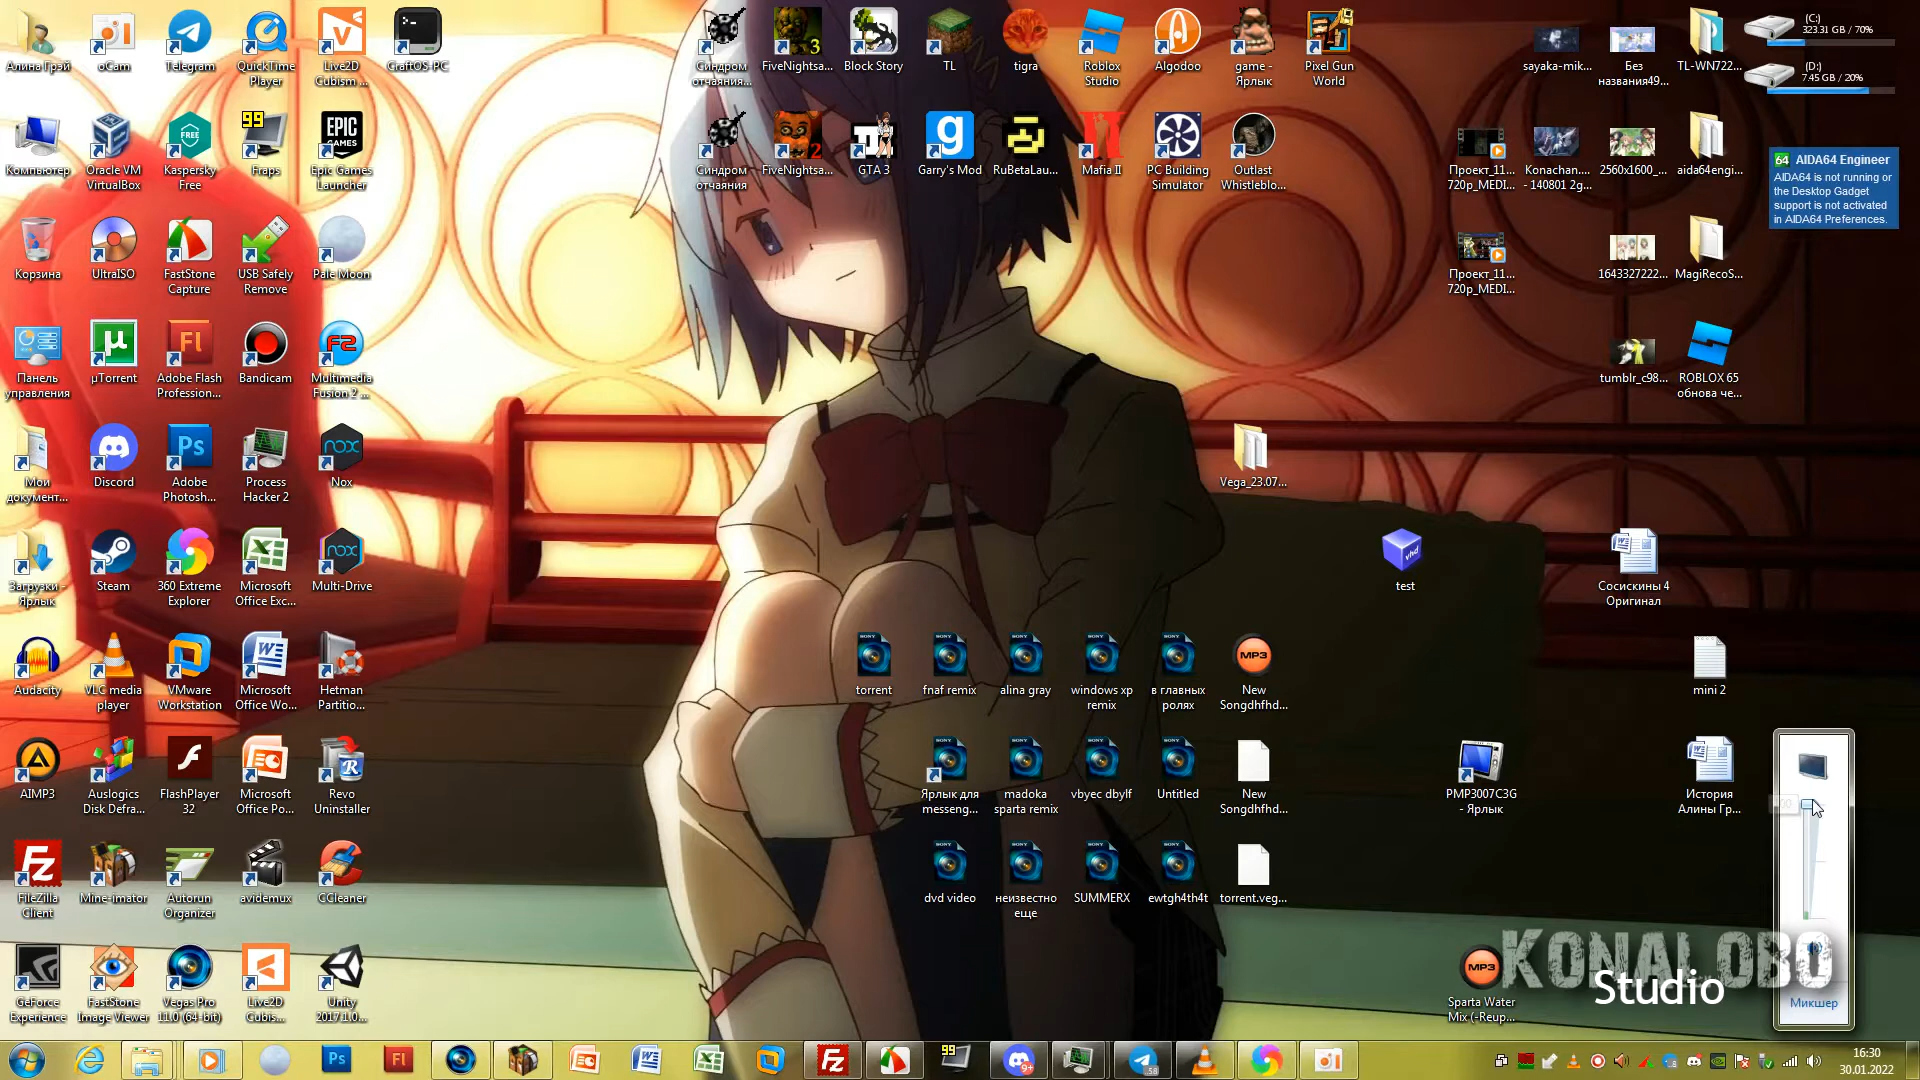 Алина Грэй
oCam
Telegram
QuickTime
Player
Live2D
Cubism ...
CraftOS-PC
Синдром
отчаяния...
FiveNightsa...
Block Story
TL
tigra
Roblox
Studio
Algodoo
game -
Ярлык
Pixel Gun
World
sayaka-mik...
Без
названия49...
TL-WN722...
(C:)
323.31 GB / 70%
(D:)
7.45 GB / 20%
Компьютер
Oracle VM
VirtualBox
Kaspersky
Free
Fraps
Epic Games
Launcher
Синдром
отчаяния
FiveNightsa...
GTA 3
Garry's Mod
RuBetaLau...
Mafia II
PC Building
Simulator
Outlast
Whistleblo...
Проект_11...
720p_MEDI...
Konachan....
- 140801 2g...
2560x1600_...
aida64engi...
64 AIDA64 Engineer
AIDA64 is not running or
the Desktop Gadget
support is not activated
in AIDA64 Preferences.
Корзина
UltraISO
FastStone
Capture
USB Safely
Remove
Pale Moon
Проект_11...
720p_MEDI...
1643327222...
MagiRecoS...
Панель
управления
µTorrent
Adobe Flash
Profession...
Bandicam
Multimedia
Fusion 2 ...
tumblr_c98...
ROBLOX 65
обнова че...
Мои
документ...
Discord
Adobe
Photosh...
Process
Hacker 2
Nox
Vega_23.07...
Загрузки -
Ярлык
Steam
360 Extreme
Explorer
Microsoft
Office Exc...
Multi-Drive
test
Сосискины 4
Оригинал
Audacity
VLC media
player
VMware
Workstation
Microsoft
Office Wo...
Hetman
Partitio...
torrent
fnaf remix
alina gray
windows xp
remix
в главных
ролях
New
Songdhfhd...
mini 2
AIMP3
Auslogics
Disk Defra...
FlashPlayer
32
Microsoft
Office Po...
Revo
Uninstaller
Ярлык для
messeng...
madoka
sparta remix
vbyec dbylf
Untitled
New
Songdhfhd...
PMP3007C3G
- Ярлык
История
Алины Гр...
FileZilla
Client
Mine-imator
Autorun
Organizer
avidemux
CCleaner
dvd video
неизвестно
еще
SUMMERX
ewtgh4th4t
torrent.veg...
GeForce
Experience
FastStone
Image Viewer
Vegas Pro
11.0 (64-bit)
Live2D
Cubis...
Unity
2017.1.0...
Sparta Water
Mix (-Reup...
KONALOBO
Studio
Микшер
16:30
30.01.2022